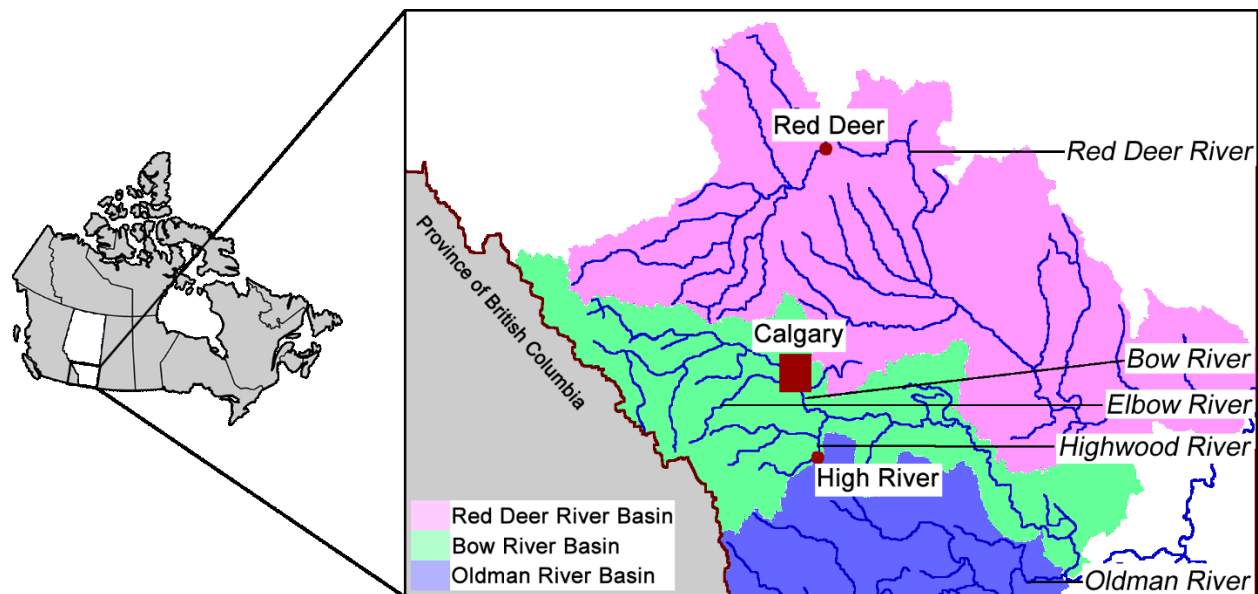 Red Deer
Red Deer River
Province of British Columbia
Calgary
Bow River
Elbow River
Highwood River
High River
Red Deer River Basin
Bow River Basin
Oldman River Basin
Oldman River